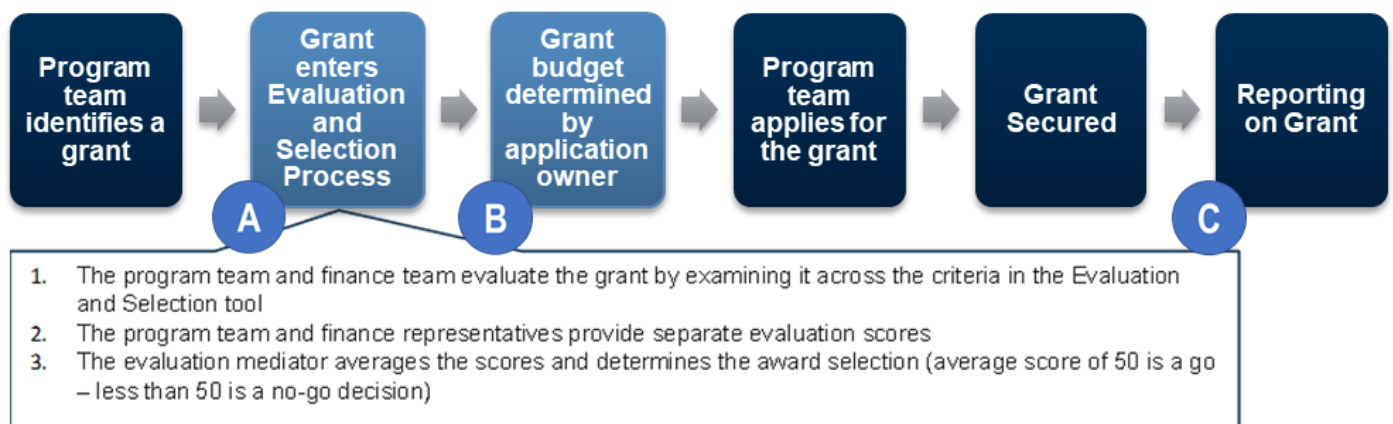 Program
team
identifies a
grant
Grant
enters
Evaluation
and
Selection
Process
Grant
budget
determined
by
application
owner
Program
team
applies for
the grant
Grant
Secured
Reporting
on Grant
A
B
C
1. The program team and finance team evaluate the grant by examining it across the criteria in the Evaluation
and Selection tool
2. The program team and finance representatives provide separate evaluation scores
3. The evaluation mediator averages the scores and determines the award selection (average score of 50 is a go
– less than 50 is a no-go decision)